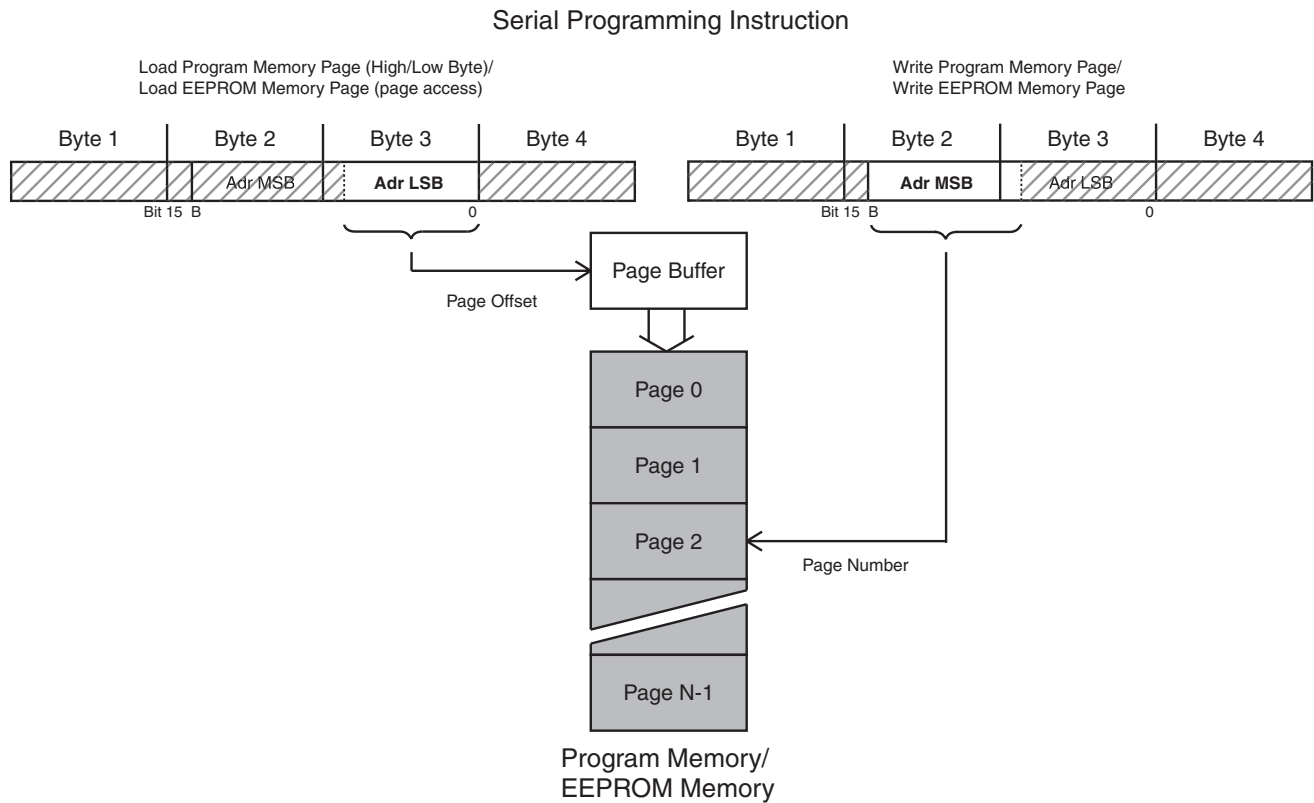 Serial Programming Instruction
Load Program Memory Page (High/Low Byte)/
Load EEPROM Memory Page (page access)
Write Program Memory Page/
Write EEPROM Memory Page
Byte 1 Byte 2 Byte 3 Byte 4
Byte 1 Byte 2 Byte 3 Byte 4
Adr MSB Adr LSB
Adr MSB Adr LSB
Bit 15 B 0
Bit 15 B 0
Page Buffer
Page Offset
Page 0
Page 1
Page 2
Page Number
Page N-1
Program Memory/
EEPROM Memory